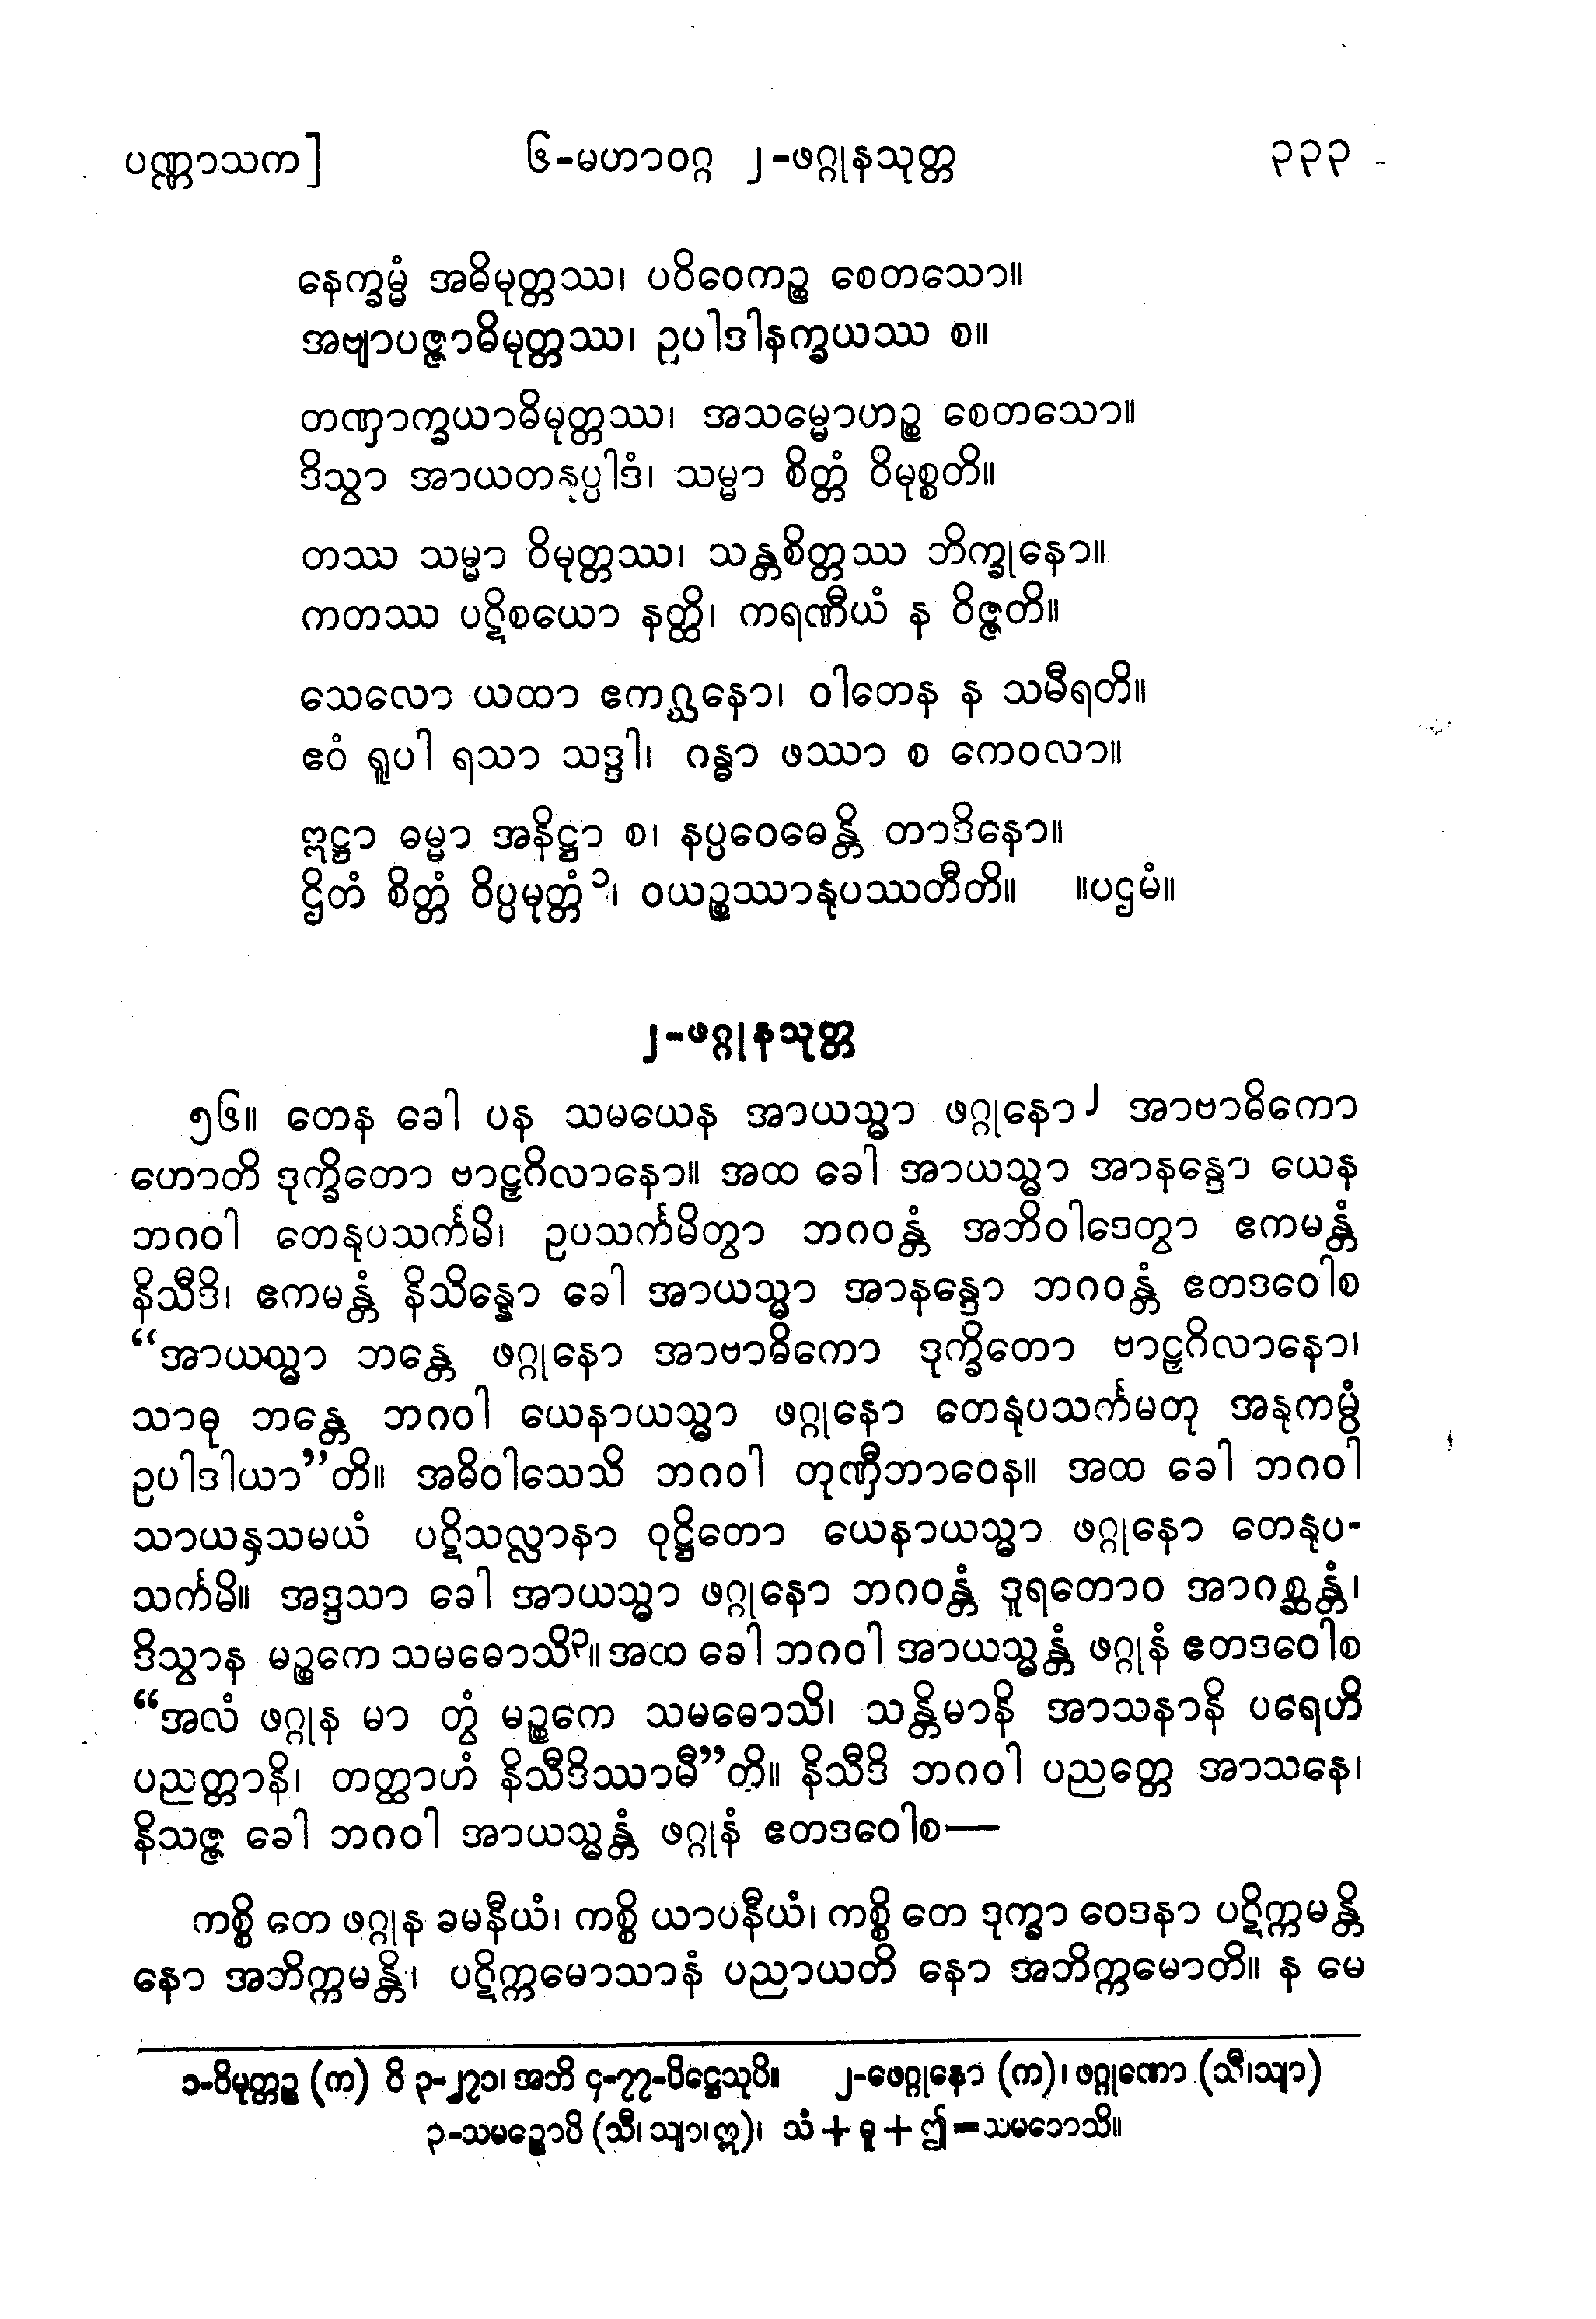 ပဏ္ဏာသက] ၆-မဟာဝဂ္ဂ ၂-ဖဂ္ဂုနသုတ္တ ၃၃၃
နေက္ခမ္မံ အဓိမုတ္တဿ၊ ပဝိဝေကဉ္စ စေတသော။
အဗျာပဇ္ဇာဓိမုတ္တဿ၊ ဥပါဒါနက္ခယဿ စ။
တဏှာက္ခယာဓိမုတ္တဿ၊ အသမ္မောဟဉ္စ စေတသော။
ဒိသွာ အာယတနုပ္ပါဒံ၊ သမ္မာ စိတ္တံ ဝိမုစ္စတိ။
တဿ သမ္မာ ဝိမုတ္တဿ၊ သန္တစိတ္တဿ ဘိက္ခုနော။
ကတဿ ပဋိစယော နတ္ထိ၊ ကရဏီယံ န ဝိဇ္ဇတိ။
သေလော ယထာ ဧကဂ္ဃနော၊ ဝါတေန န သမီရတိ။
ဧဝံ ရူပါ ရသာ သဒ္ဒါ၊ ဂန္ဓာ ဖဿာ စ ကေဝလာ။
ဣဋ္ဌာ ဓမ္မာ အနိဋ္ဌာ စ၊ နပ္ပဝေဓေန္တိ တာဒိနော။
ဌိတံ စိတ္တံ ဝိပ္ပမုတ္တံ၁၊ ဝယဉ္စဿာနုပဿတီတိ။ ။ပဌမံ။
၂-ဖဂ္ဂုနသုတ္တ
၅၆။ တေန ခေါ ပန သမယေန အာယသ္မာ ဖဂ္ဂုနော၂ အာဗာဓိကော
ဟောတိ ဒုက္ခိတော ဗာဠှဂိလာနော။ အထ ခေါ အာယသ္မာ အာနန္ဒော ယေန
ဘဂဝါ တေနုပသင်္ကမိ၊ ဥပသင်္ကမိတွာ ဘဂဝန္တံ အဘိဝါဒေတွာ ဧကမန္တံ
နိသီဒိ၊ ဧကမန္တံ နိသိန္နော ခေါ အာယသ္မာ အာနန္ဒော ဘဂဝန္တံ ဧတဒဝေါစ
“အာယသ္မာ ဘန္တေ ဖဂ္ဂုနော အာဗာဓိကော ဒုက္ခိတော ဗာဠှဂိလာနော၊
သာဓု ဘန္တေ ဘဂဝါ ယေနာယသ္မာ ဖဂ္ဂုနော တေနုပသင်္ကမတု အနုကမ္ပံ
ဥပါဒါယာ”တိ။ အဓိဝါသေသိ ဘဂဝါ တုဏှီဘာဝေန။ အထ ခေါ ဘဂဝါ
သာယနှသမယံ ပဋိသလ္လာနာ ဝုဋ္ဌိတော ယေနာယသ္မာ ဖဂ္ဂုနော တေနုပ-
သင်္ကမိ။ အဒ္ဒသာ ခေါ အာယသ္မာ ဖဂ္ဂုနော ဘဂဝန္တံ ဒူရတောဝ အာဂစ္ဆန္တံ၊
ဒိသွာန မဉ္စကေ သမဓောသိ၃။ အထ ခေါ ဘဂဝါ အာယသ္မန္တံ ဖဂ္ဂုနံ ဧတဒဝေါစ
“အလံ ဖဂ္ဂုန မာ တွံ မဉ္စကေ သမဓောသိ၊ သန္တိမာနိ အာသနာနိ ပရေဟိ
ပညတ္တာနိ၊ တတ္ထာဟံ နိသီဒိဿာမီ”တိ။ နိသီဒိ ဘဂဝါ ပညတ္တေ အာသနေ၊
နိသဇ္ဇ ခေါ ဘဂဝါ အာယသ္မန္တံ ဖဂ္ဂုနံ ဧတဒဝေါစ—
ကစ္စိ တေ ဖဂ္ဂုန ခမနီယံ၊ ကစ္စိ ယာပနီယံ၊ ကစ္စိ တေ ဒုက္ခာ ဝေဒနာ ပဋိက္ကမန္တိ
နော အဘိက္ကမန္တိ၊ ပဋိက္ကမောသာနံ ပညာယတိ နော အဘိက္ကမောတိ။ န မေ
၁-ဝိမုတ္တဉ္စ (က) ဝိ ၃-၂၇၁၊ အဘိ ၄-၇၇-ပိဋ္ဌေသုပိ။ ၂-ဖေဂ္ဂုနော (က)၊ ဖဂ္ဂုဏော (သီ၊သျာ)
၃-သမဉ္စောပိ (သီ၊ သျာ၊ဣ)၊ သံ + ဓူ + ဤ = သမဓောသိ။